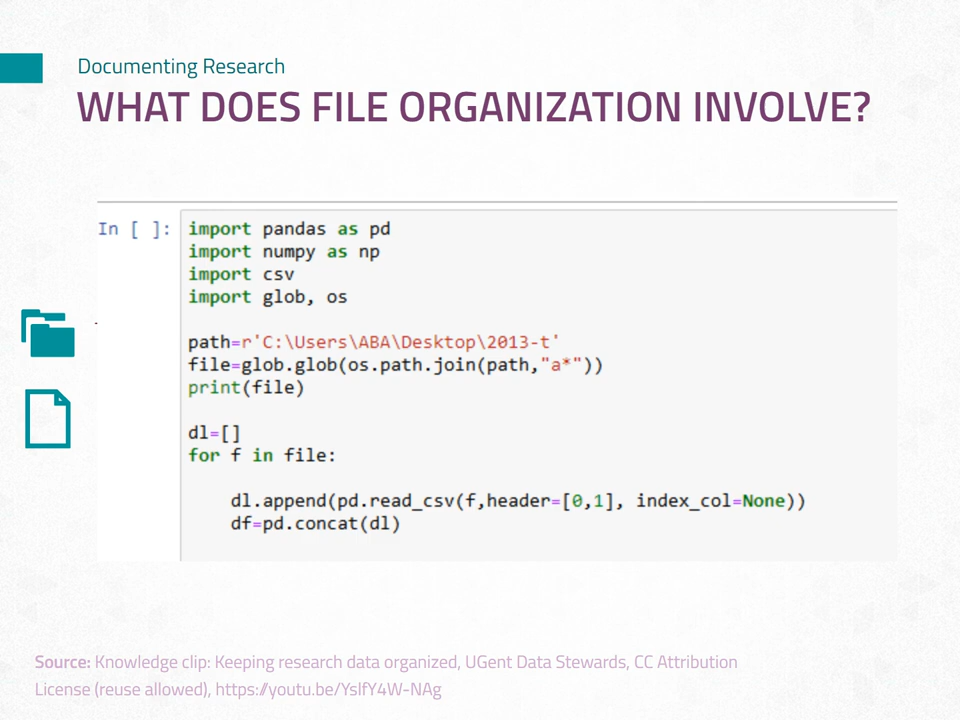 Documenting Research
WHAT DOES FILE ORGANIZATION INVOLVE?
In [ ]: import pandas as pd
import numpy as np
import csv
import glob, os
path=r'C:\Users\ABA\Desktop\2013-t'
file=glob.glob(os.path.join(path,"a*"))
print(file)
dl=[]
for f in file:
dl.append(pd.read_csv(f,header=[0,1], index_col=None))
df=pd.concat(dl)
Source: Knowledge clip: Keeping research data organized, UGent Data Stewards, CC Attribution
License (reuse allowed), https://youtu.be/YslfY4W-NAg